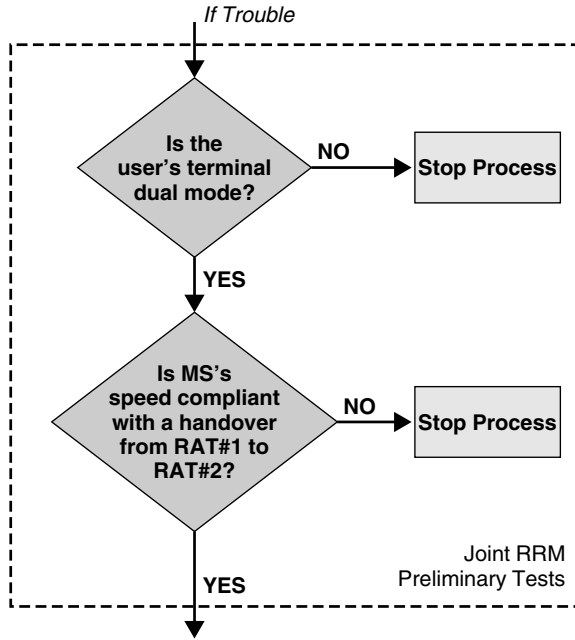 If Trouble
Is the
user's terminal
dual mode?
NO
Stop Process
YES
Is MS's
speed compliant
with a handover
from RAT#1 to
RAT#2?
NO
Stop Process
YES
Joint RRM
Preliminary Tests